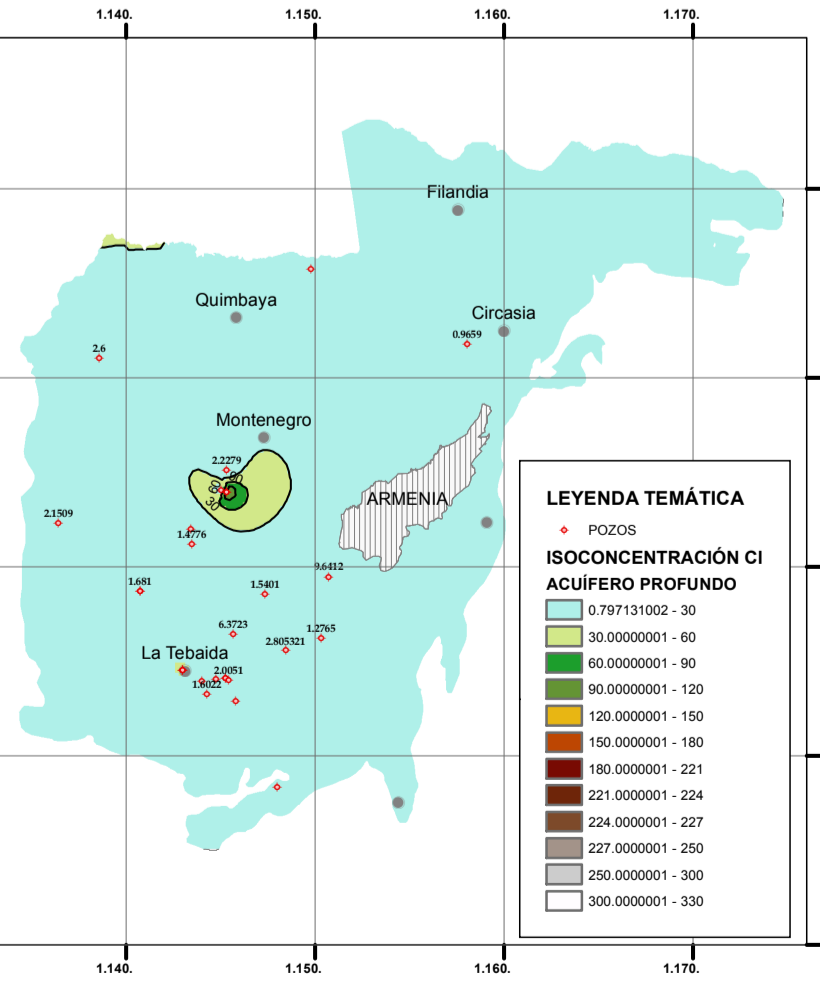 1.140.
1.150.
1.160.
1.170.
Filandia
Quimbaya
Circasia
0.9659
2.6
Montenegro
2.2279
60
30
ARMENIA
2.1509
1.4776
9.6412
1.681
1.5401
6.3723
1.2765
2.805321
La Tebaida
2.0051
1.6022
LEYENDA TEMÁTICA
POZOS
ISOCONCENTRACIÓN Cl
ACUÍFERO PROFUNDO
0.797131002 - 30
30.00000001 - 60
60.00000001 - 90
90.00000001 - 120
120.0000001 - 150
150.0000001 - 180
180.0000001 - 221
221.0000001 - 224
224.0000001 - 227
227.0000001 - 250
250.0000001 - 300
300.0000001 - 330
1.140.
1.150.
1.160.
1.170.